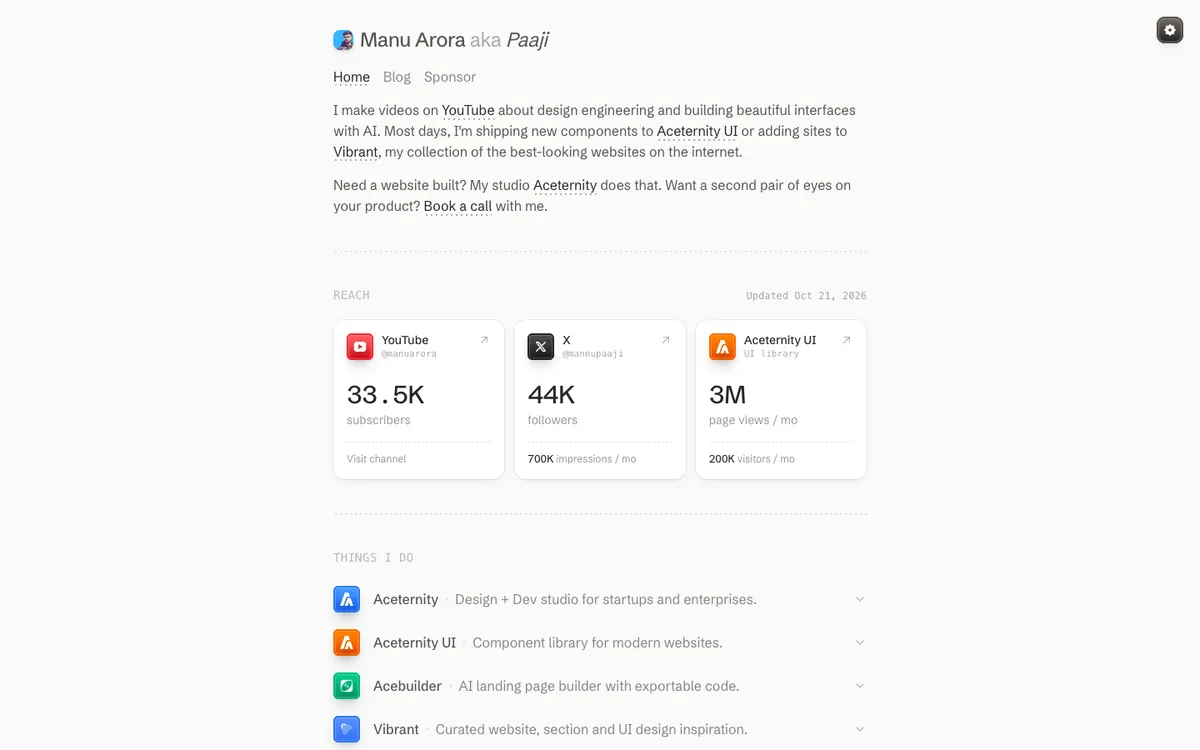 Manu Arora aka Paaji
Home Blog Sponsor
I make videos on YouTube about design engineering and building beautiful interfaces
with AI. Most days, I'm shipping new components to Aceternity UI or adding sites to
Vibrant, my collection of the best-looking websites on the internet.
Need a website built? My studio Aceternity does that. Want a second pair of eyes on
your product? Book a call with me.
REACH
Updated Oct 21, 2026
YouTube
@manuarora
33.5K
subscribers
Visit channel
X
@mannupaaji
44K
followers
700K impressions / mo
Aceternity UI
UI library
3M
page views / mo
200K visitors / mo
THINGS I DO
Aceternity · Design + Dev studio for startups and enterprises.
Aceternity UI · Component library for modern websites.
Acebuilder · AI landing page builder with exportable code.
Vibrant · Curated website, section and UI design inspiration.